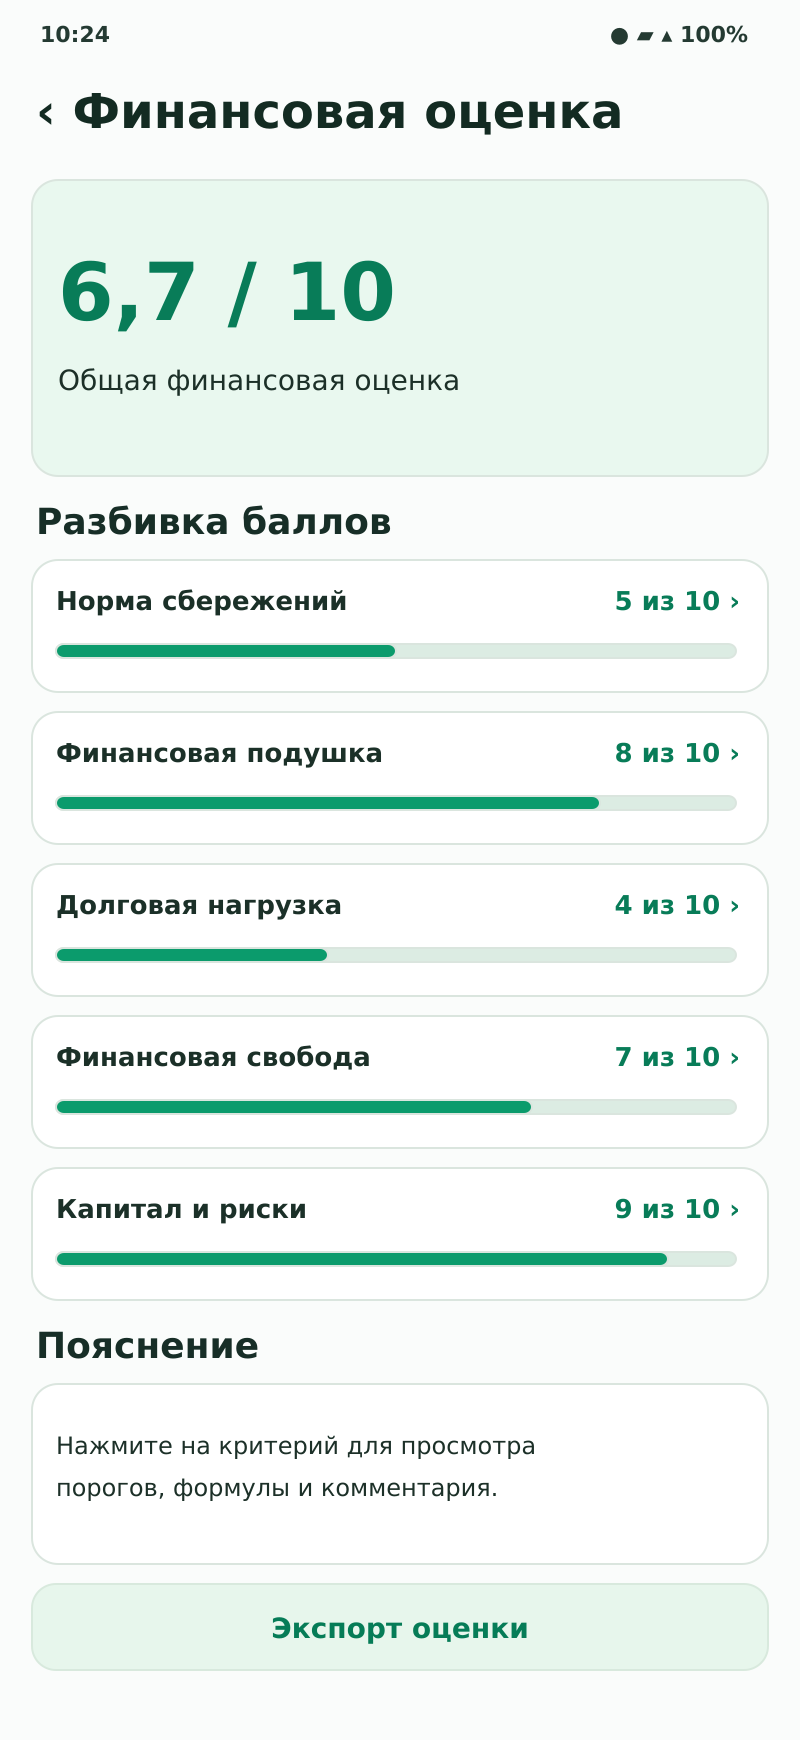 10:24
100%
‹ Финансовая оценка
6,7 / 10
Общая финансовая оценка
Разбивка баллов
Норма сбережений 5 из 10 ›
Финансовая подушка 8 из 10 ›
Долговая нагрузка 4 из 10 ›
Финансовая свобода 7 из 10 ›
Капитал и риски 9 из 10 ›
Пояснение
Нажмите на критерий для просмотра
порогов, формулы и комментария.
Экспорт оценки